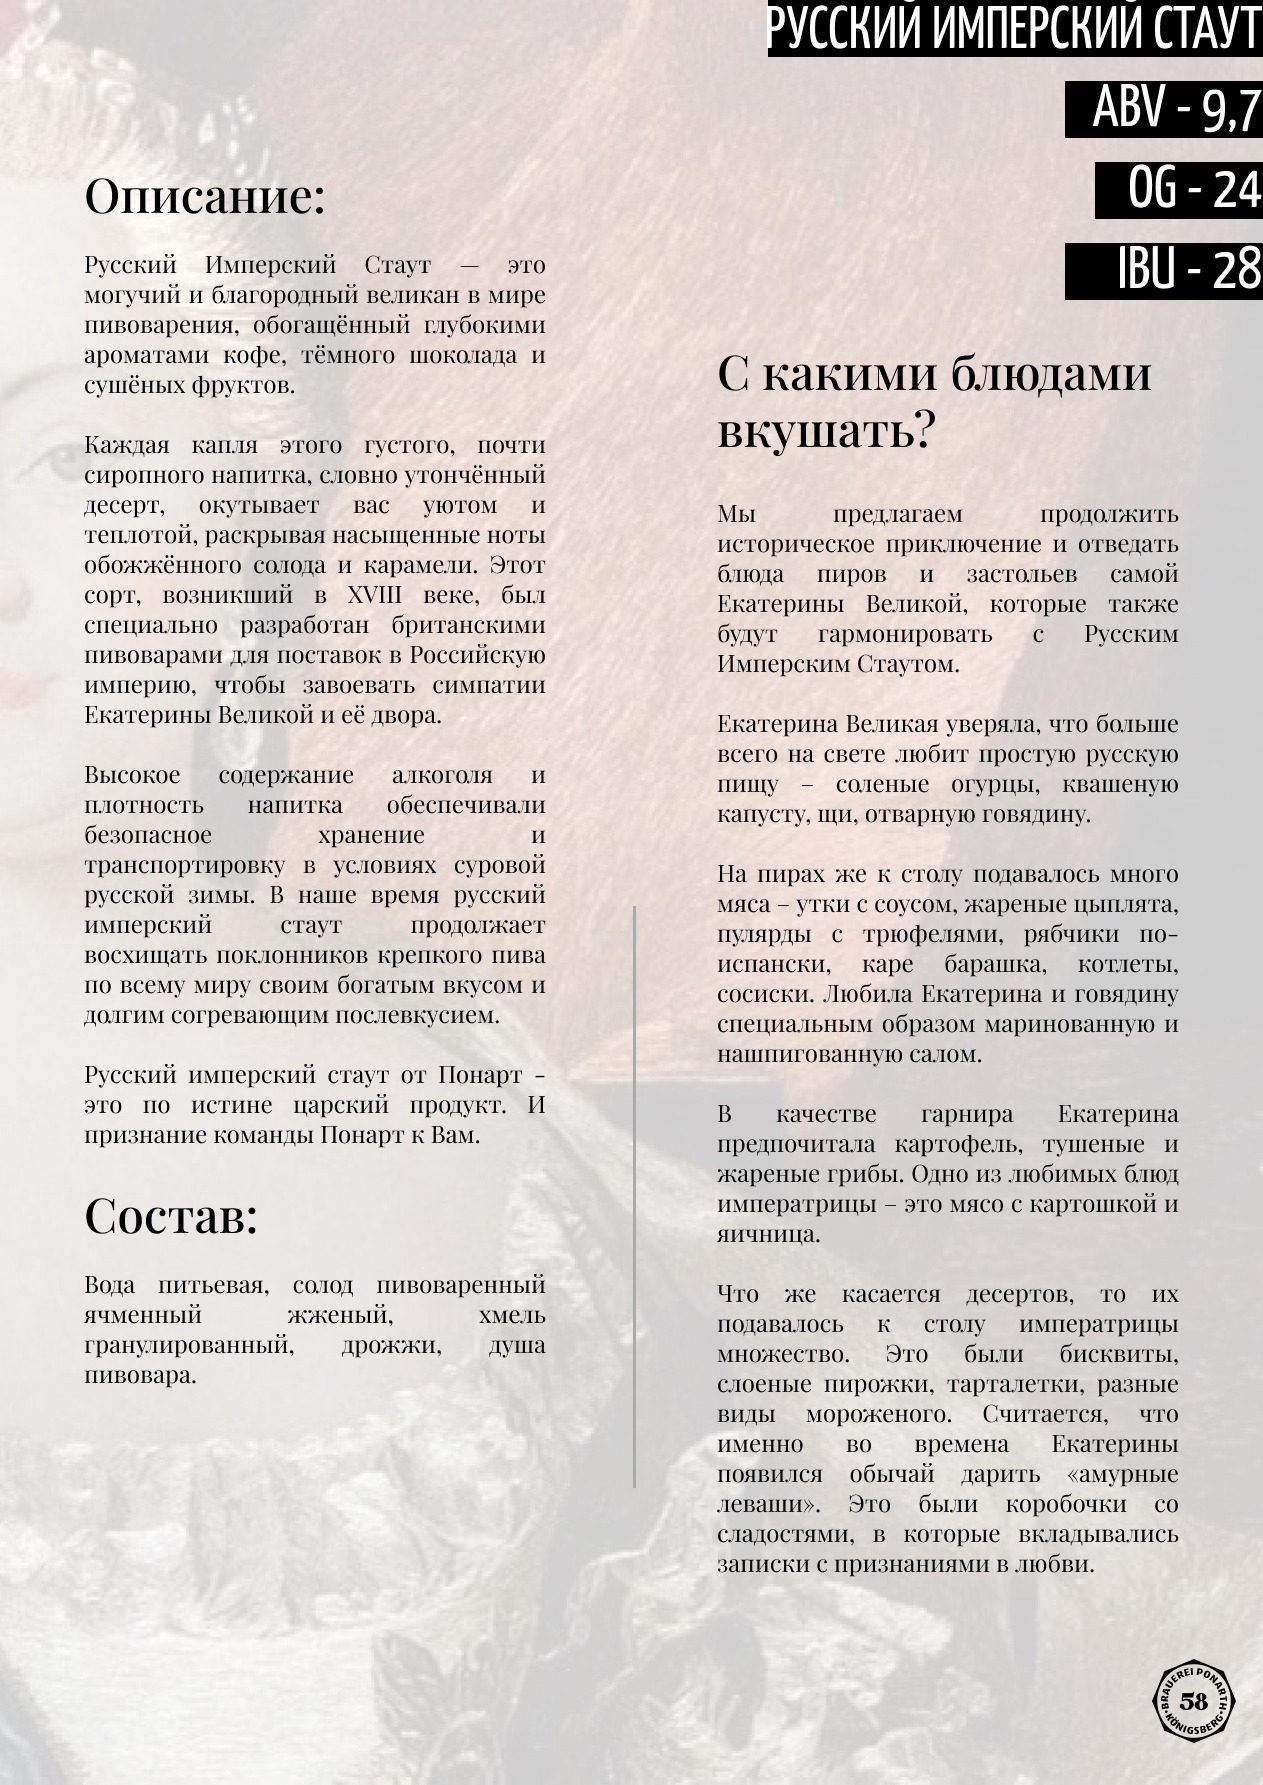 РУССКИЙ ИМПЕРСКИЙ СТАУТ
ABV - 9,7
OG - 24
IBU - 28
Описание:
Русский Имперский Стаут — это
могучий и благородный великан в мире
пивоварения, обогащённый глубокими
ароматами кофе, тёмного шоколада и
сушёных фруктов.
Каждая капля этого густого, почти
сиропного напитка, словно утончённый
десерт, окутывает вас уютом и
теплотой, раскрывая насыщенные ноты
обожжённого солода и карамели. Этот
сорт, возникший в XVIII веке, был
специально разработан британскими
пивоварами для поставок в Российскую
империю, чтобы завоевать симпатии
Екатерины Великой и её двора.
Высокое содержание алкоголя и
плотность напитка обеспечивали
безопасное хранение и
транспортировку в условиях суровой
русской зимы. В наше время русский
имперский стаут продолжает
восхищать поклонников крепкого пива
по всему миру своим богатым вкусом и
долгим согревающим послевкусием.
Русский имперский стаут от Понарт -
это по истине царский продукт. И
признание команды Понарт к Вам.
Состав:
Вода питьевая, солод пивоваренный
ячменный жженый, хмель
гранулированный, дрожжи, душа
пивовара.
С какими блюдами
вкушать?
Мы предлагаем продолжить
историческое приключение и отведать
блюда пиров и застольев самой
Екатерины Великой, которые также
будут гармонировать с Русским
Имперским Стаутом.
Екатерина Великая уверяла, что больше
всего на свете любит простую русскую
пищу – соленые огурцы, квашеную
капусту, щи, отварную говядину.
На пирах же к столу подавалось много
мяса – утки с соусом, жареные цыплята,
пулярды с трюфелями, рябчики по-
испански, каре барашка, котлеты,
сосиски. Любила Екатерина и говядину
специальным образом маринованную и
нашпигованную салом.
В качестве гарнира Екатерина
предпочитала картофель, тушеные и
жареные грибы. Одно из любимых блюд
императрицы – это мясо с картошкой и
яичница.
Что же касается десертов, то их
подавалось к столу императрицы
множество. Это были бисквиты,
слоеные пирожки, тарталетки, разные
виды мороженого. Считается, что
именно во времена Екатерины
появился обычай дарить «амурные
леваши». Это были коробочки со
сладостями, в которые вкладывались
записки с признаниями в любви.
BRAUEREI PONARTH
58
KÖNIGSBERG